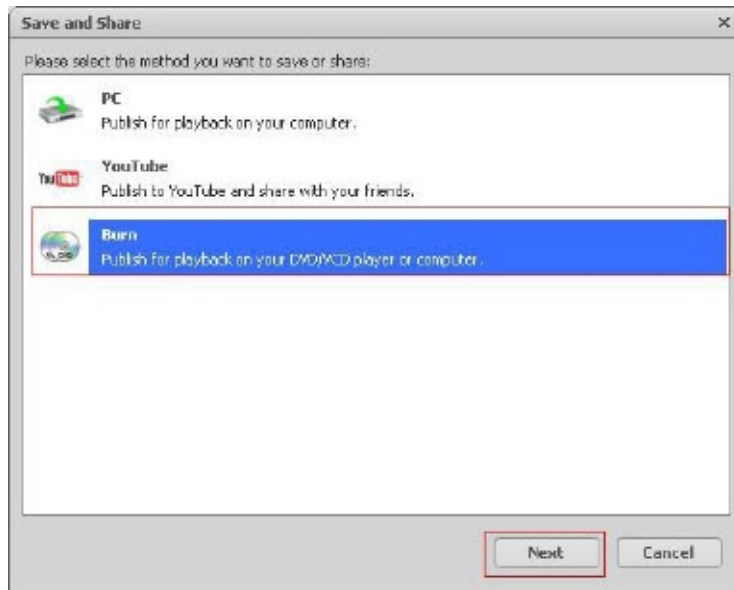 Save and Share
Please select the method you want to save or share:
PC
Publish for playback on your computer.
YouTube
YouTube
Publish to YouTube and share with your friends.
Burn
Publish for playback on your DVD/VCD player or computer.
Next
Cancel